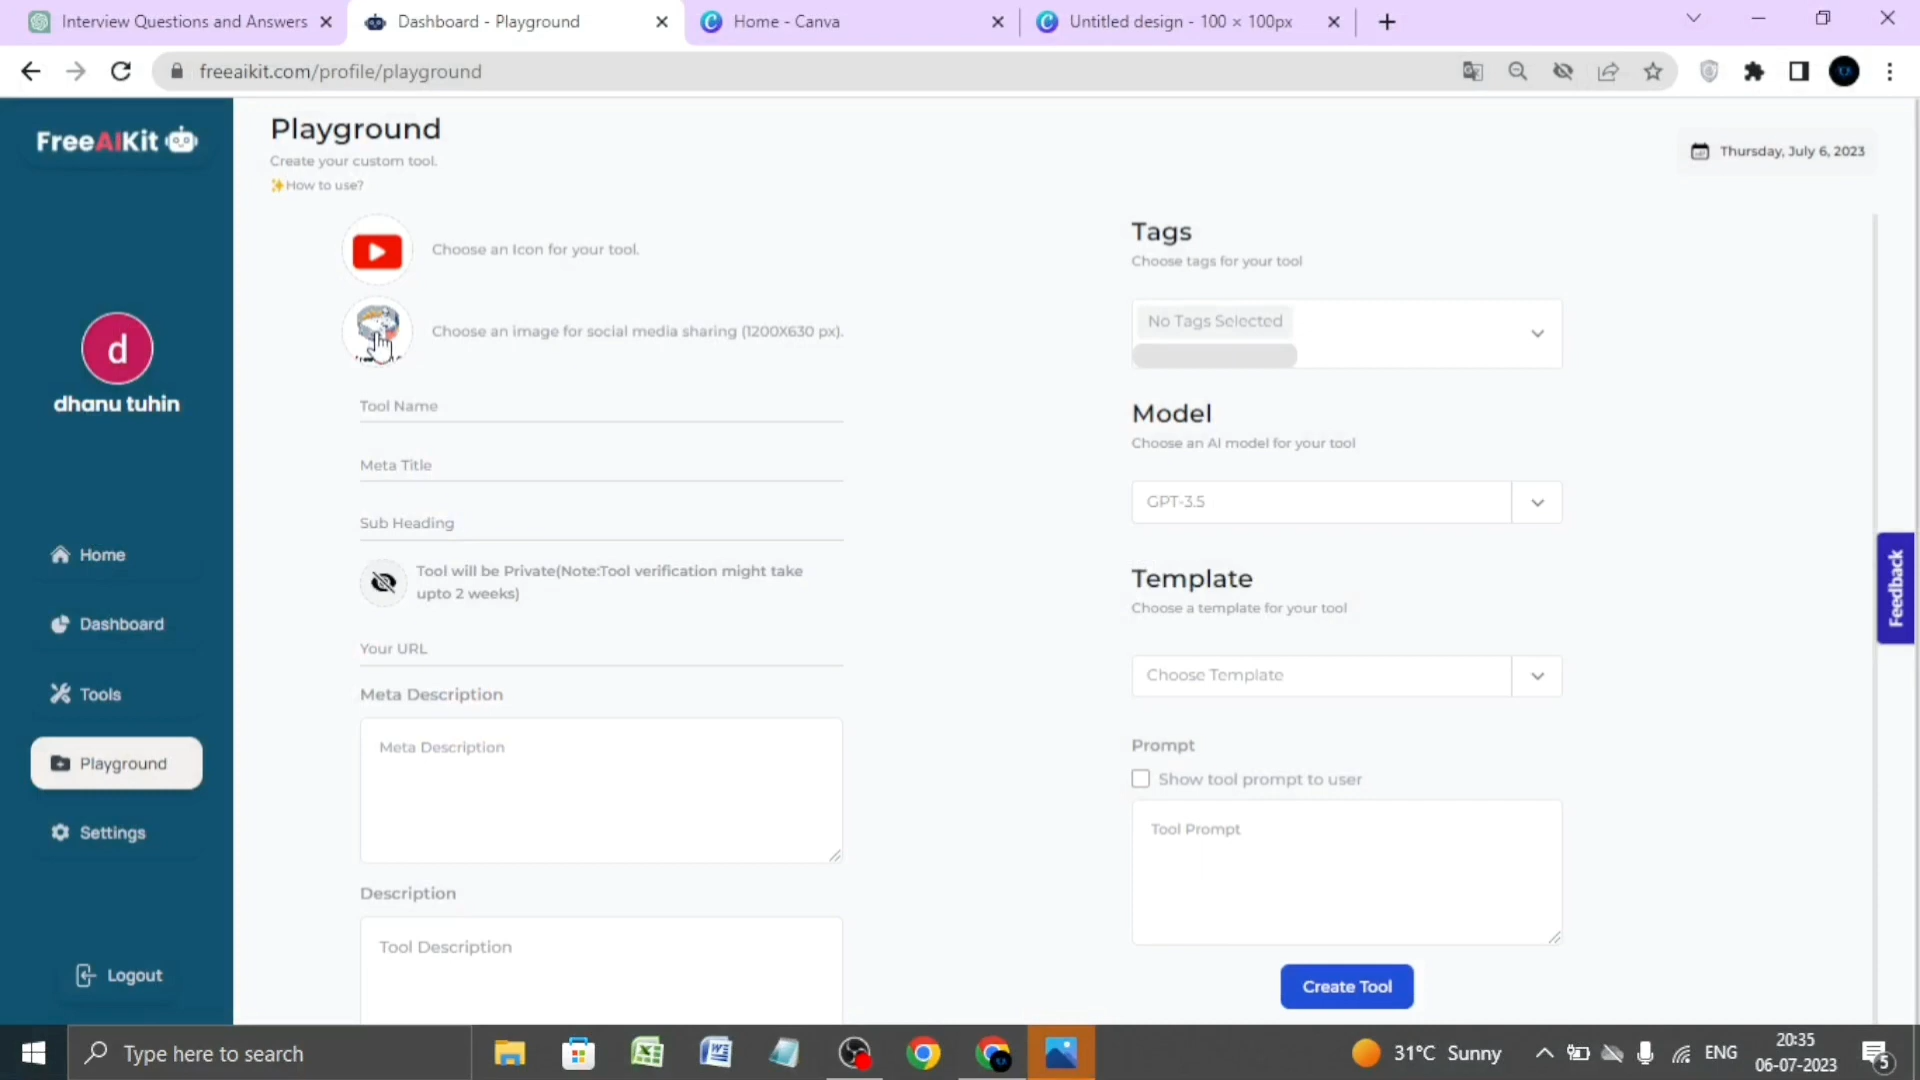 Interview Questions and Answers
Dashboard - Playground
Home - Canva
Untitled design - 100 × 100px
freeaikit.com/profile/playground
FreeAIKit
Playground
Create your custom tool.
✨How to use?
Thursday, July 6, 2023
Choose an Icon for your tool.
Choose an image for social media sharing (1200X630 px).
Tool Name
Meta Title
Sub Heading
Tool will be Private(Note:Tool verification might take
upto 2 weeks)
Your URL
Meta Description
Meta Description
Description
Tool Description
Tags
Choose tags for your tool
No Tags Selected
Model
Choose an AI model for your tool
GPT-3.5
Template
Choose a template for your tool
Choose Template
Prompt
Show tool prompt to user
Tool Prompt
Create Tool
Feedback
d
dhanu tuhin
Home
Dashboard
Tools
Playground
Settings
Logout
Type here to search
31°C Sunny
ENG
20:35
06-07-2023
5